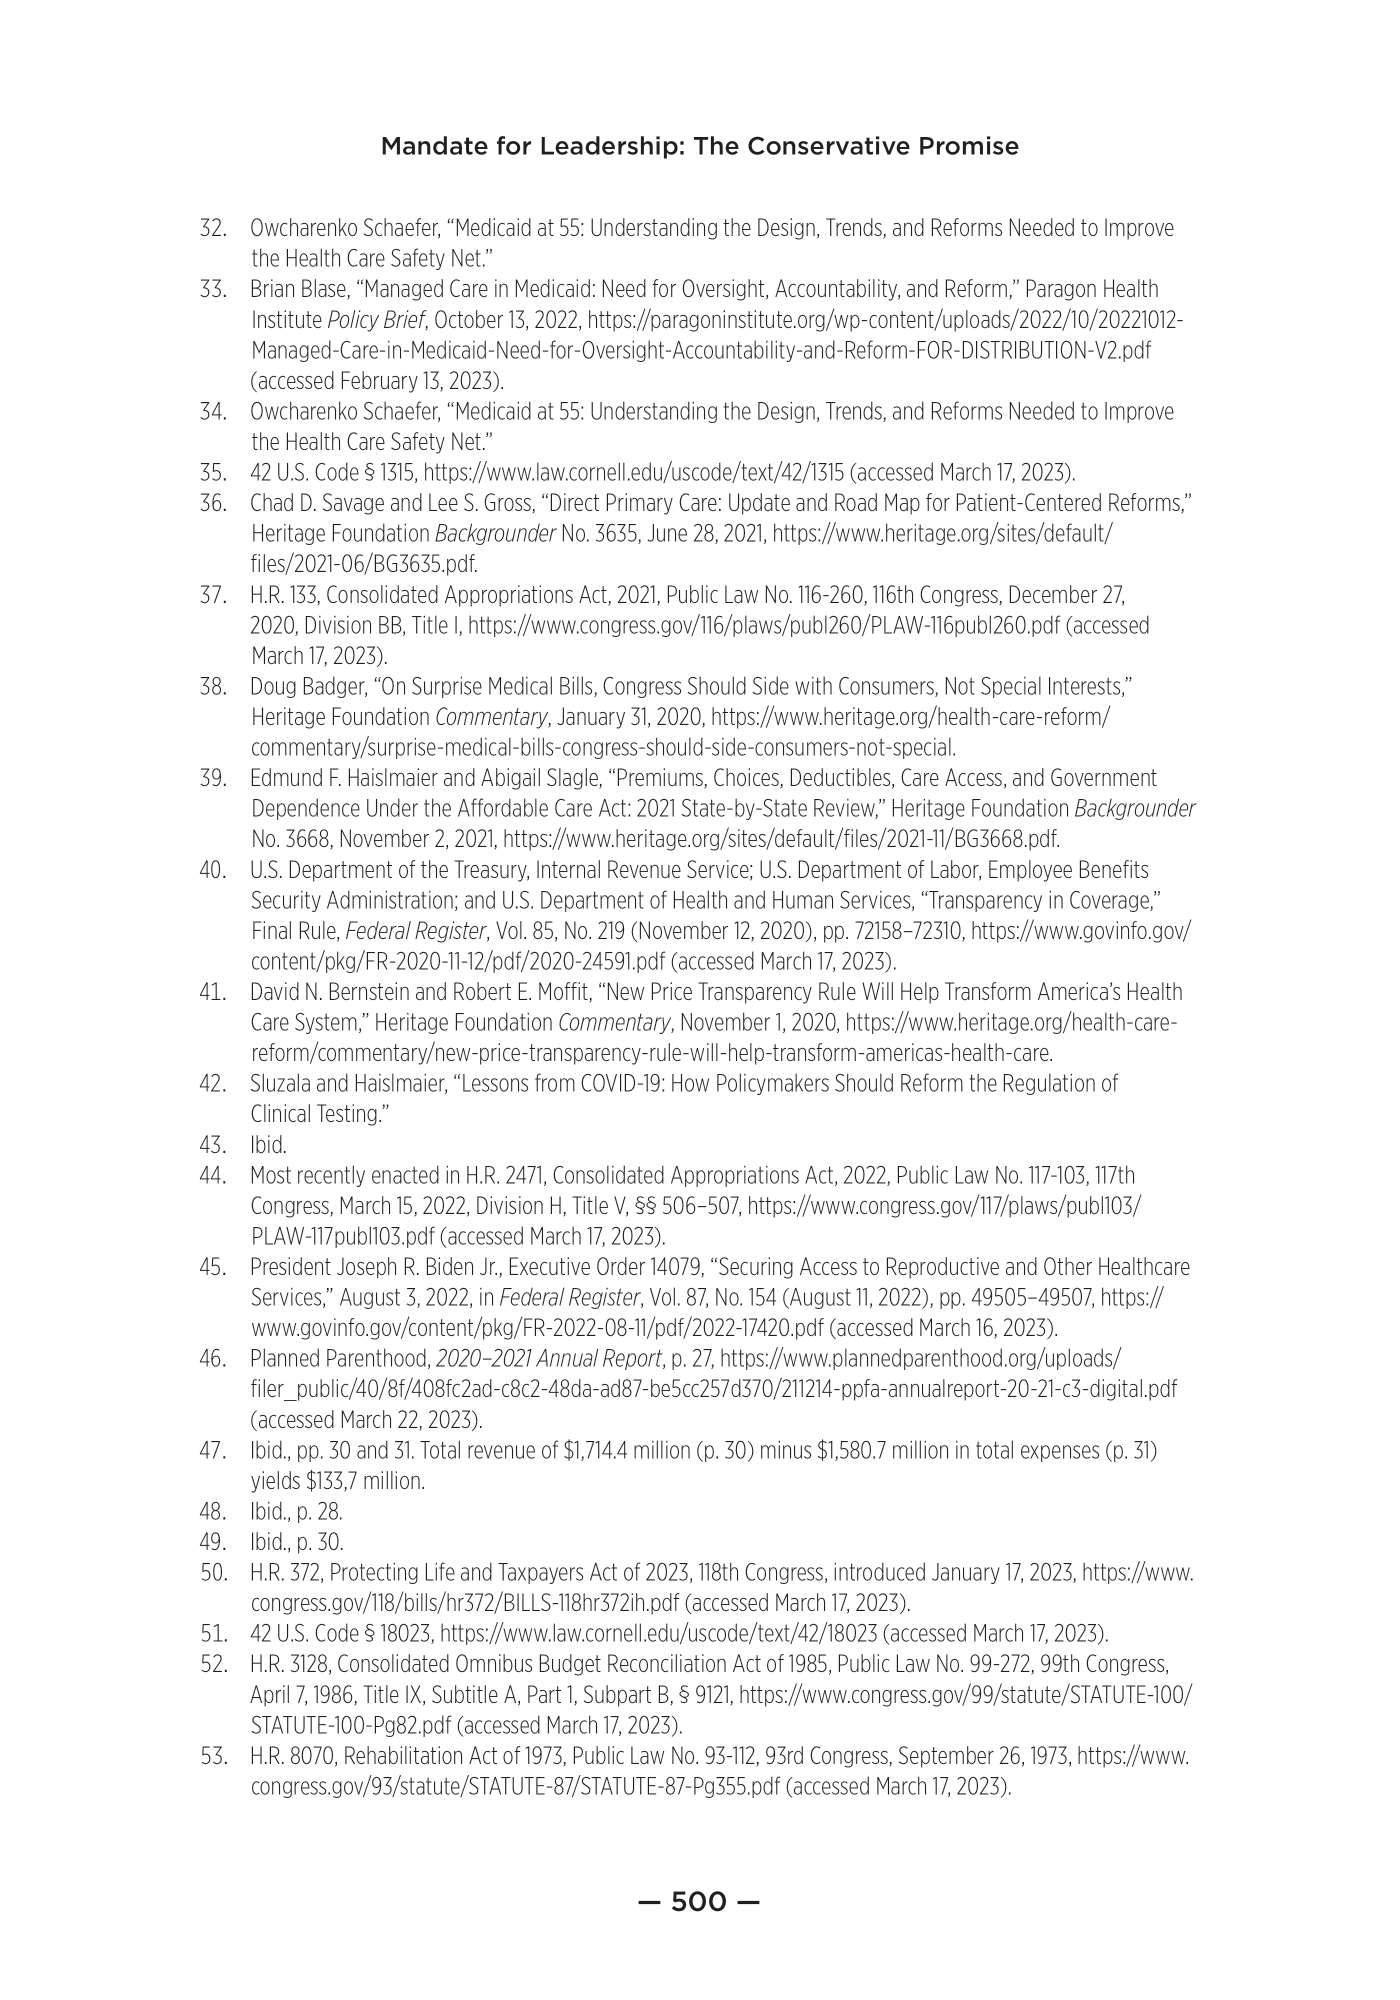 Mandate for Leadership: The Conservative Promise
32. Owcharenko Schaefer, “Medicaid at 55: Understanding the Design, Trends, and Reforms Needed to Improve
the Health Care Safety Net.”
33. Brian Blase, “Managed Care in Medicaid: Need for Oversight, Accountability, and Reform,” Paragon Health
Institute Policy Brief, October 13, 2022, https://paragoninstitute.org/wp-content/uploads/2022/10/20221012-
Managed-Care-in-Medicaid-Need-for-Oversight-Accountability-and-Reform-FOR-DISTRIBUTION-V2.pdf
(accessed February 13, 2023).
34. Owcharenko Schaefer, “Medicaid at 55: Understanding the Design, Trends, and Reforms Needed to Improve
the Health Care Safety Net.”
35. 42 U.S. Code § 1315, https://www.law.cornell.edu/uscode/text/42/1315 (accessed March 17, 2023).
36. Chad D. Savage and Lee S. Gross, “Direct Primary Care: Update and Road Map for Patient-Centered Reforms,”
Heritage Foundation Backgrounder No. 3635, June 28, 2021, https://www.heritage.org/sites/default/
files/2021-06/BG3635.pdf.
37. H.R. 133, Consolidated Appropriations Act, 2021, Public Law No. 116-260, 116th Congress, December 27,
2020, Division BB, Title I, https://www.congress.gov/116/plaws/publ260/PLAW-116publ260.pdf (accessed
March 17, 2023).
38. Doug Badger, “On Surprise Medical Bills, Congress Should Side with Consumers, Not Special Interests,”
Heritage Foundation Commentary, January 31, 2020, https://www.heritage.org/health-care-reform/
commentary/surprise-medical-bills-congress-should-side-consumers-not-special.
39. Edmund F. Haislmaier and Abigail Slagle, “Premiums, Choices, Deductibles, Care Access, and Government
Dependence Under the Affordable Care Act: 2021 State-by-State Review,” Heritage Foundation Backgrounder
No. 3668, November 2, 2021, https://www.heritage.org/sites/default/files/2021-11/BG3668.pdf.
40. U.S. Department of the Treasury, Internal Revenue Service; U.S. Department of Labor, Employee Benefits
Security Administration; and U.S. Department of Health and Human Services, “Transparency in Coverage,”
Final Rule, Federal Register, Vol. 85, No. 219 (November 12, 2020), pp. 72158–72310, https://www.govinfo.gov/
content/pkg/FR-2020-11-12/pdf/2020-24591.pdf (accessed March 17, 2023).
41. David N. Bernstein and Robert E. Moffit, “New Price Transparency Rule Will Help Transform America’s Health
Care System,” Heritage Foundation Commentary, November 1, 2020, https://www.heritage.org/health-care-
reform/commentary/new-price-transparency-rule-will-help-transform-americas-health-care.
42. Sluzala and Haislmaier, “Lessons from COVID-19: How Policymakers Should Reform the Regulation of
Clinical Testing.”
43. Ibid.
44. Most recently enacted in H.R. 2471, Consolidated Appropriations Act, 2022, Public Law No. 117-103, 117th
Congress, March 15, 2022, Division H, Title V, §§ 506–507, https://www.congress.gov/117/plaws/publ103/
PLAW-117publ103.pdf (accessed March 17, 2023).
45. President Joseph R. Biden Jr., Executive Order 14079, “Securing Access to Reproductive and Other Healthcare
Services,” August 3, 2022, in Federal Register, Vol. 87, No. 154 (August 11, 2022), pp. 49505–49507, https://
www.govinfo.gov/content/pkg/FR-2022-08-11/pdf/2022-17420.pdf (accessed March 16, 2023).
46. Planned Parenthood, 2020–2021 Annual Report, p. 27, https://www.plannedparenthood.org/uploads/
filer_public/40/8f/408fc2ad-c8c2-48da-ad87-be5cc257d370/211214-ppfa-annualreport-20-21-c3-digital.pdf
(accessed March 22, 2023).
47. Ibid., pp. 30 and 31. Total revenue of $1,714.4 million (p. 30) minus $1,580.7 million in total expenses (p. 31)
yields $133,7 million.
48. Ibid., p. 28.
49. Ibid., p. 30.
50. H.R. 372, Protecting Life and Taxpayers Act of 2023, 118th Congress, introduced January 17, 2023, https://www.
congress.gov/118/bills/hr372/BILLS-118hr372ih.pdf (accessed March 17, 2023).
51. 42 U.S. Code § 18023, https://www.law.cornell.edu/uscode/text/42/18023 (accessed March 17, 2023).
52. H.R. 3128, Consolidated Omnibus Budget Reconciliation Act of 1985, Public Law No. 99-272, 99th Congress,
April 7, 1986, Title IX, Subtitle A, Part 1, Subpart B, § 9121, https://www.congress.gov/99/statute/STATUTE-100/
STATUTE-100-Pg82.pdf (accessed March 17, 2023).
53. H.R. 8070, Rehabilitation Act of 1973, Public Law No. 93-112, 93rd Congress, September 26, 1973, https://www.
congress.gov/93/statute/STATUTE-87/STATUTE-87-Pg355.pdf (accessed March 17, 2023).
— 500 —